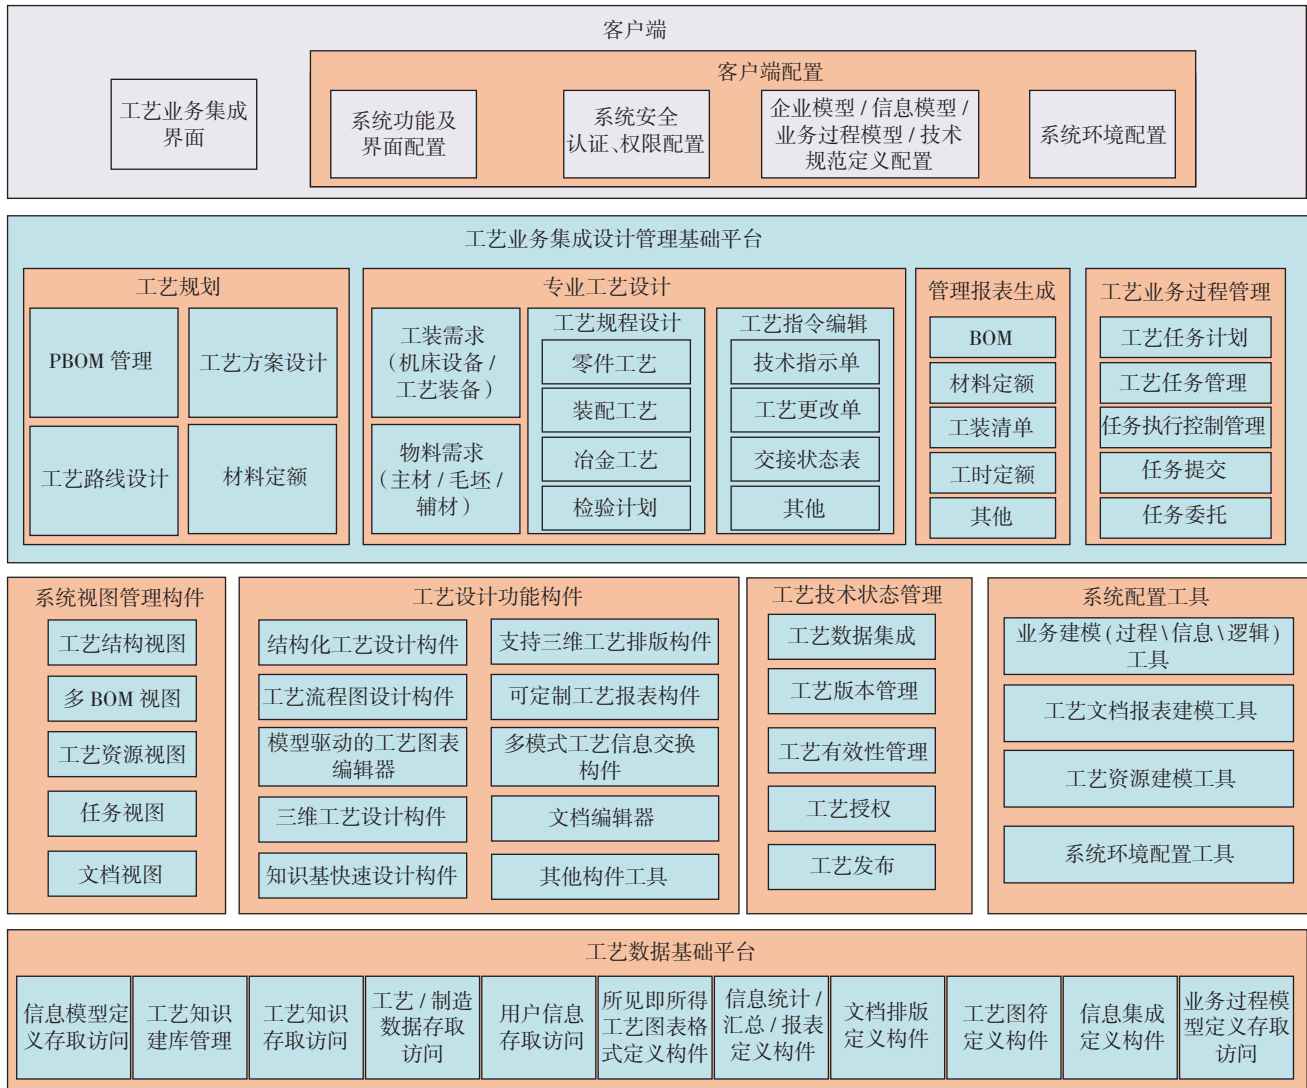 客户端
客户端配置
工艺业务集成
界面
系统功能及
界面配置
系统安全
认证、权限配置
企业模型 / 信息模型 /
业务过程模型 / 技术
规范定义配置
系统环境配置
工艺业务集成设计管理基础平台
工艺规划
PBOM 管理
工艺方案设计
工艺路线设计
材料定额
专业工艺设计
工装需求
（机床设备 /
工艺装备）
物料需求
（主材 / 毛坯 /
辅材）
工艺规程设计
零件工艺
装配工艺
冶金工艺
检验计划
工艺指令编辑
技术指示单
工艺更改单
交接状态表
其他
管理报表生成
BOM
材料定额
工装清单
工时定额
其他
工艺业务过程管理
工艺任务计划
工艺任务管理
任务执行控制管理
任务提交
任务委托
系统视图管理构件
工艺结构视图
多 BOM 视图
工艺资源视图
任务视图
文档视图
工艺设计功能构件
结构化工艺设计构件
工艺流程图设计构件
模型驱动的工艺图表
编辑器
三维工艺设计构件
知识基快速设计构件
支持三维工艺排版构件
可定制工艺报表构件
多模式工艺信息交换
构件
文档编辑器
其他构件工具
工艺技术状态管理
工艺数据集成
工艺版本管理
工艺有效性管理
工艺授权
工艺发布
系统配置工具
业务建模(过程\信息\逻辑)
工具
工艺文档报表建模工具
工艺资源建模工具
系统环境配置工具
工艺数据基础平台
信息模型定
义存取访问
工艺知识
建库管理
工艺知识
存取访问
工艺 / 制造
数据存取
访问
用户信息
存取访问
所见即所得
工艺图表格
式定义构件
信息统计 /
汇总 / 报表
定义构件
文档排版
定义构件
工艺图符
定义构件
信息集成
定义构件
业务过程模
型定义存取
访问